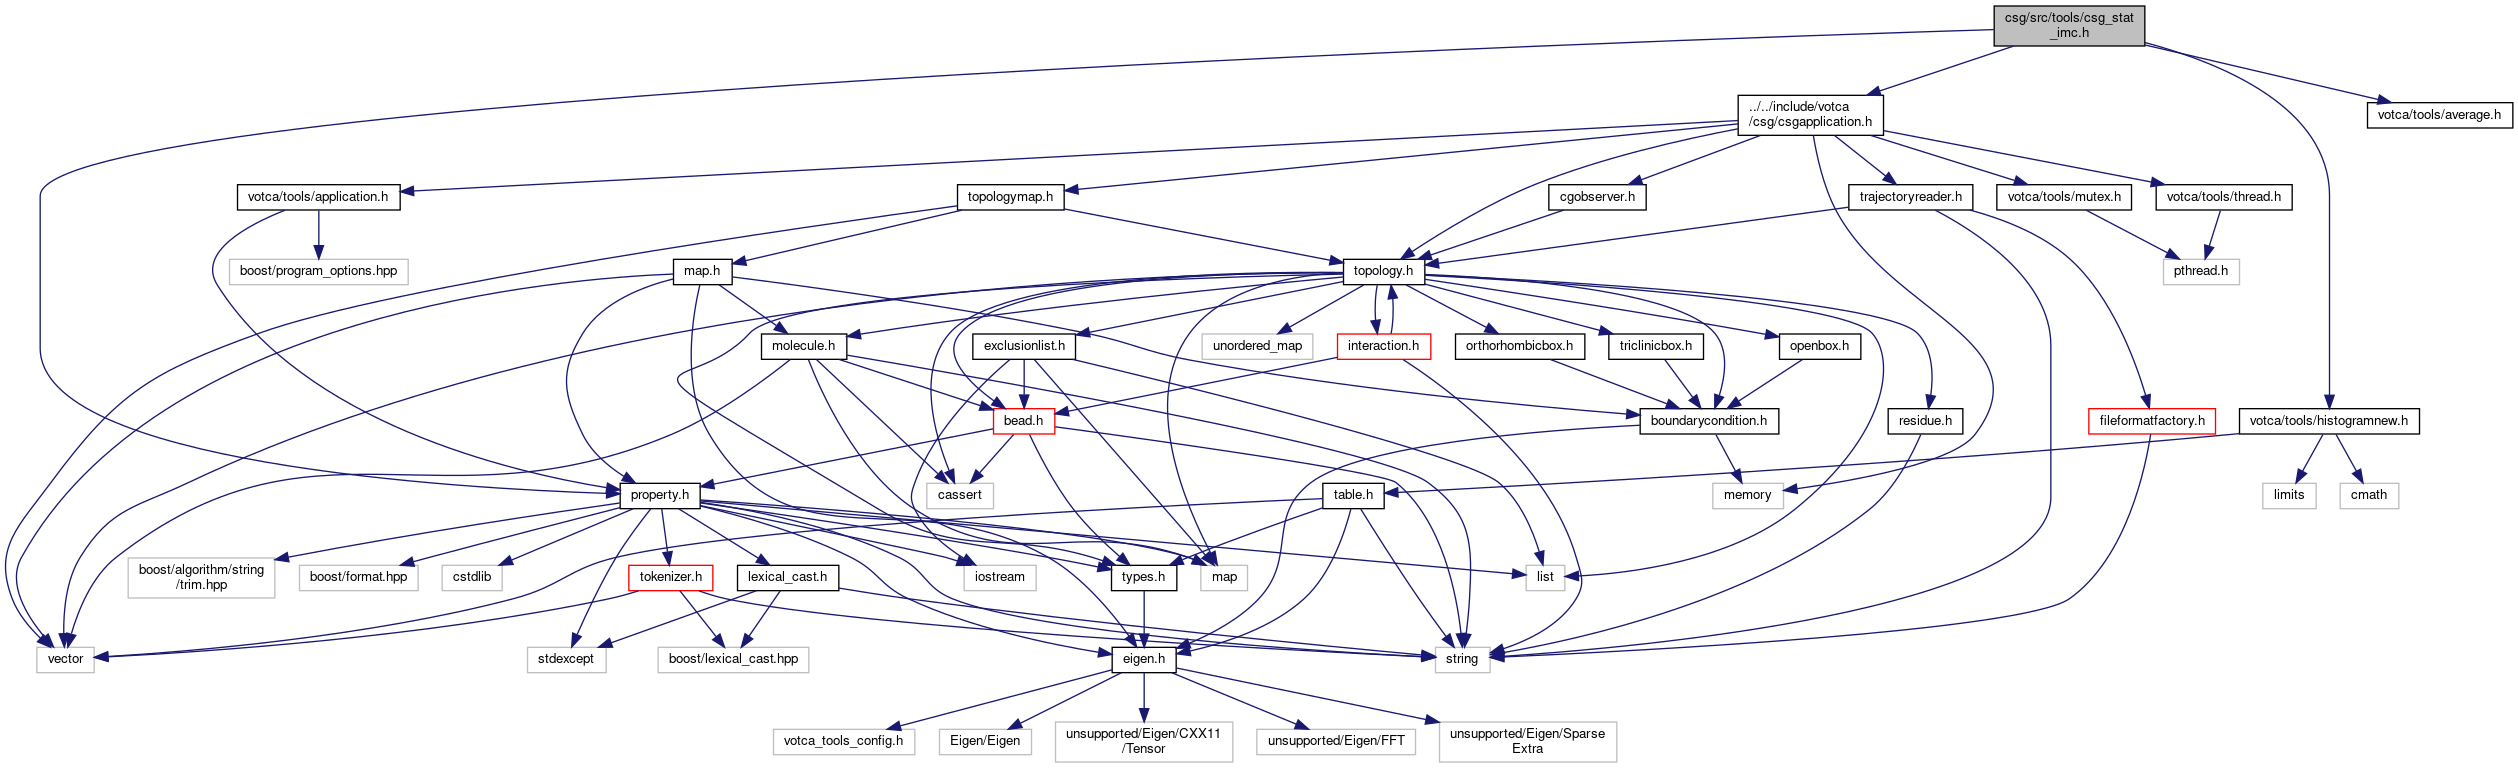 csg/src/tools/csg_stat
_imc.h
../../include/votca
/csg/csgapplication.h
votca/tools/average.h
votca/tools/application.h
topologymap.h
cgobserver.h
trajectoryreader.h
votca/tools/mutex.h
votca/tools/thread.h
boost/program_options.hpp
map.h
topology.h
pthread.h
molecule.h
exclusionlist.h
unordered_map
interaction.h
orthorhombicbox.h
triclinicbox.h
openbox.h
bead.h
boundarycondition.h
residue.h
fileformatfactory.h
votca/tools/histogramnew.h
property.h
cassert
table.h
memory
limits
cmath
boost/algorithm/string
/trim.hpp
boost/format.hpp
cstdlib
tokenizer.h
lexical_cast.h
iostream
types.h
map
list
vector
stdexcept
boost/lexical_cast.hpp
eigen.h
string
votca_tools_config.h
Eigen/Eigen
unsupported/Eigen/CXX11
/Tensor
unsupported/Eigen/FFT
unsupported/Eigen/Sparse
Extra